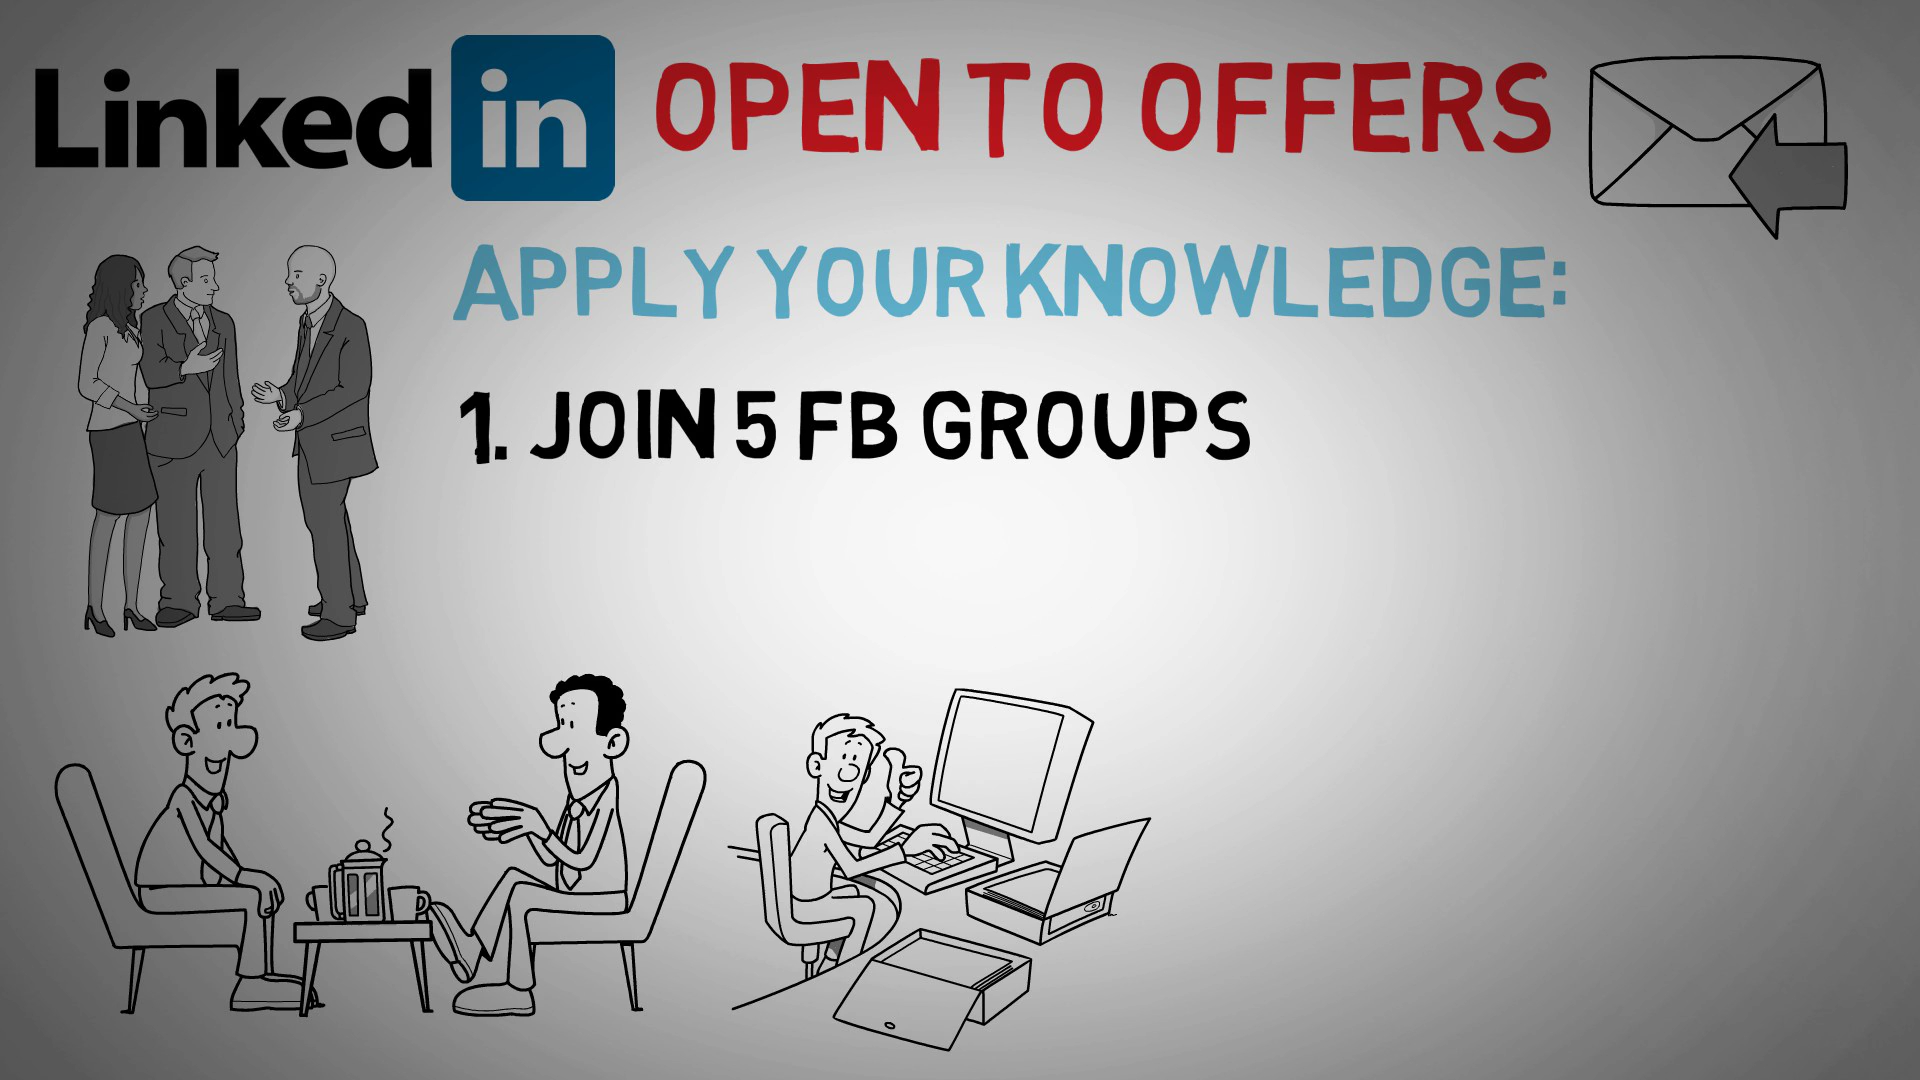 Linked in OPEN TO OFFERS
APPLY YOUR KNOWLEDGE:
1. JOIN 5 FB GROUPS